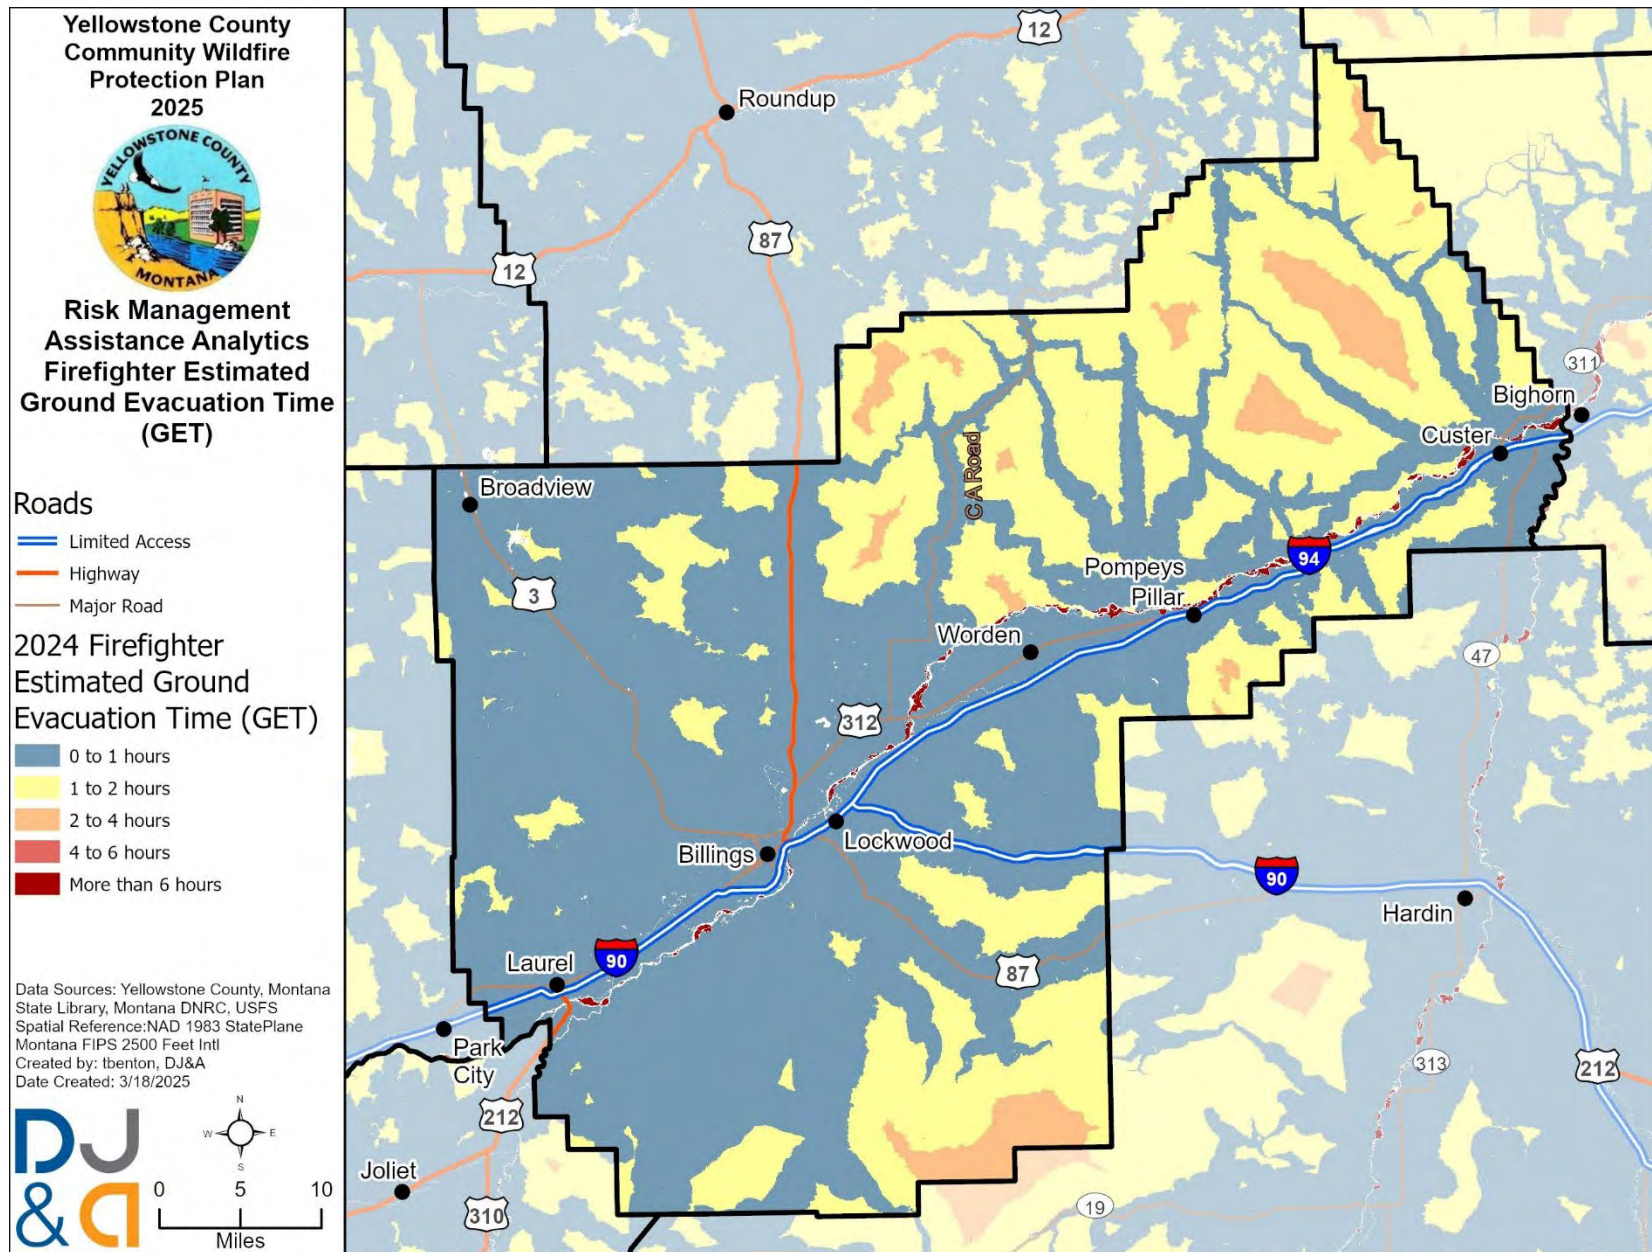 Yellowstone County
Community Wildfire
Protection Plan
2025
YELLOWSTONE COUNTY
MONTANA
Risk Management
Assistance Analytics
Firefighter Estimated
Ground Evacuation Time
(GET)
Roads
Limited Access
Highway
Major Road
2024 Firefighter
Estimated Ground
Evacuation Time (GET)
0 to 1 hours
1 to 2 hours
2 to 4 hours
4 to 6 hours
More than 6 hours
Data Sources: Yellowstone County, Montana
State Library, Montana DNRC, USFS
Spatial Reference:NAD 1983 StatePlane
Montana FIPS 2500 Feet Intl
Created by: tbenton, DJ&A
Date Created: 3/18/2025
DJ
&A
N
W E
S
0 5 10
Miles
12
Roundup
87
12
311
Bighorn
Custer
C A Road
Broadview
94
3
Pompeys
Pillar
Worden
47
312
Lockwood
Billings
90
Hardin
Laurel
90
87
Park
City
313
212
212
Joliet
19
310